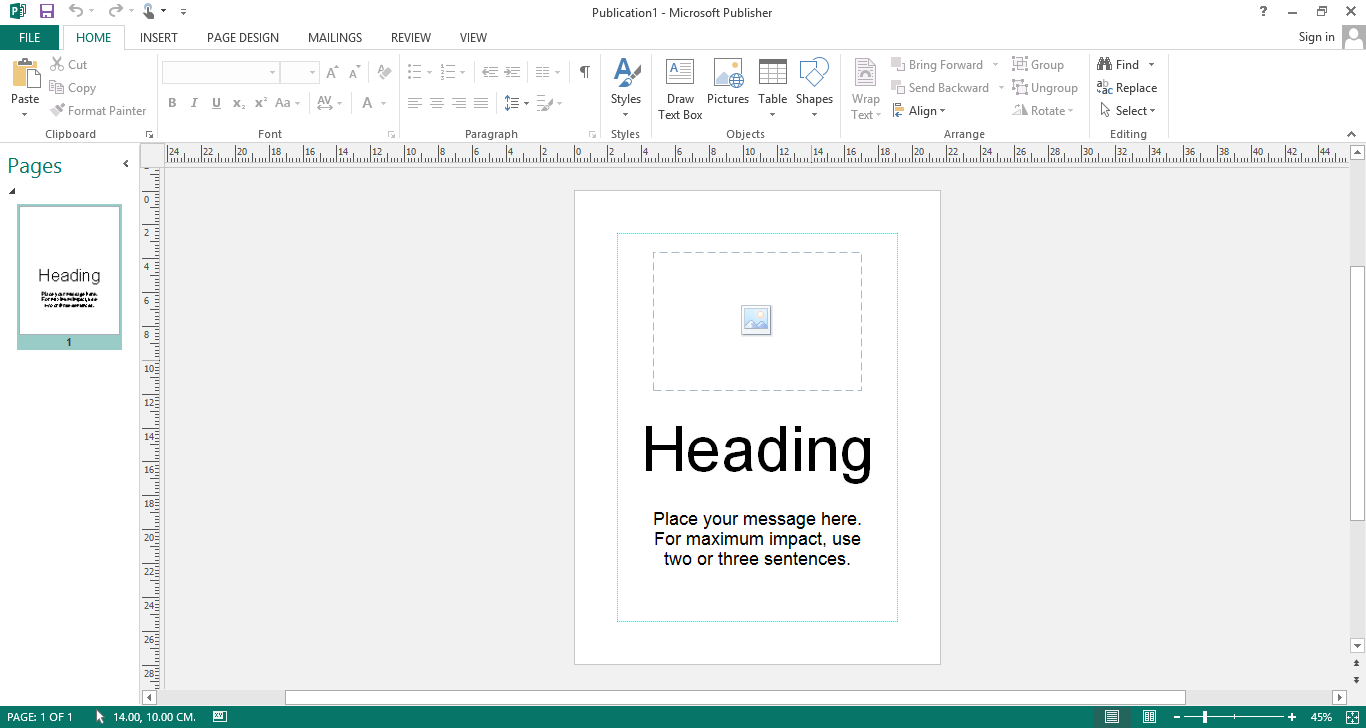 Publication1 - Microsoft Publisher
?
FILE HOME INSERT PAGE DESIGN MAILINGS REVIEW VIEW Sign in
Paste
Cut
Copy
Format Painter
Clipboard
B I U x₂ x² Aa AV A
A A
Font
¶
Paragraph
Styles
Styles
Draw
Text Box
Pictures
Table
Shapes
Objects
Wrap
Text
Bring Forward
Send Backward
Align
Group
Ungroup
Rotate
Arrange
Find
Replace
Select
Editing
Pages
24 22 20 18 16 14 12 10 8 6 4 2 0 2 4 6 8 10 12 14 16 18 20 22 24 26 28 30 32 34 36 38 40 42 44
0
2
4
6
8
10
12
14
16
18
20
22
24
26
28
Heading
Place your message here.
For maximum impact, use
two or three sentences.
1
Heading
Place your message here.
For maximum impact, use
two or three sentences.
PAGE: 1 OF 1 14.00, 10.00 CM. 45%